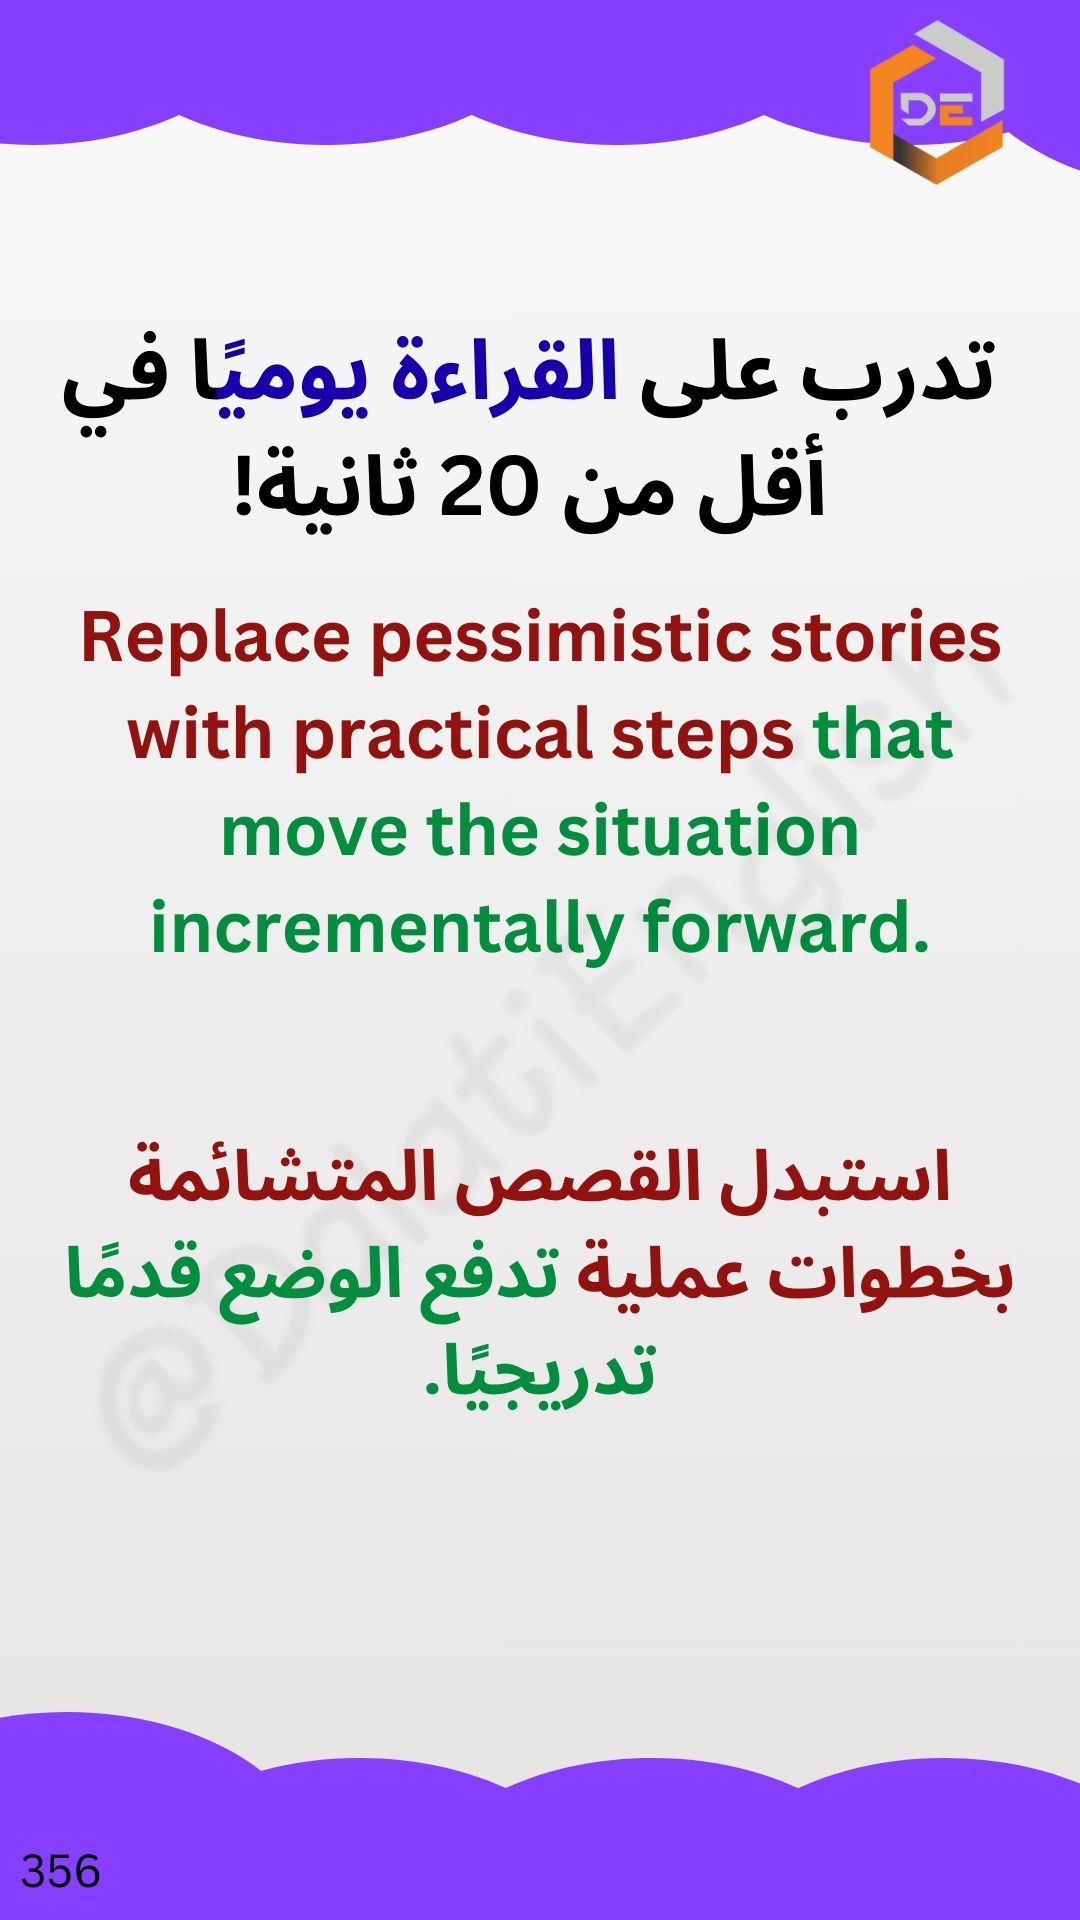 DE
تدرب على القراءة يوميًا في
أقل من 20 ثانية!
Replace pessimistic stories
with practical steps that
move the situation
incrementally forward.
استبدل القصص المتشائمة
بخطوات عملية تدفع الوضع قدمًا
تدريجيًا.
@DalatiEnglish
356